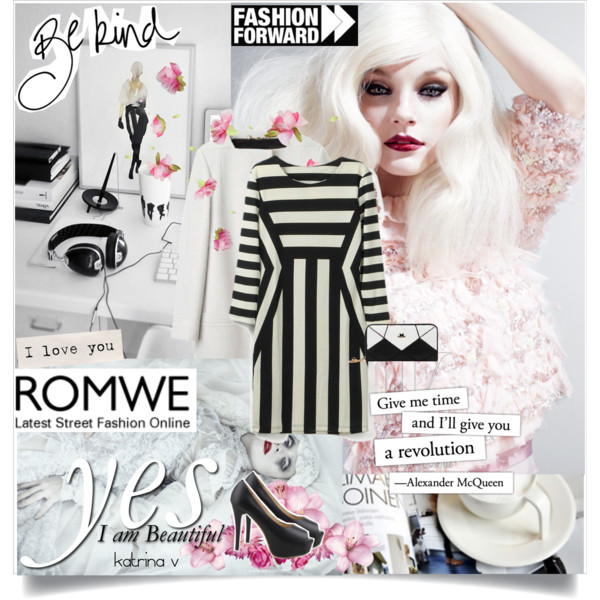 Be kind
FASHION
FORWARD
I love you
ROMWE
Latest Street Fashion Online
Give me time
and I'll give you
a revolution
—Alexander McQueen
yes
I am Beautiful
katrina v